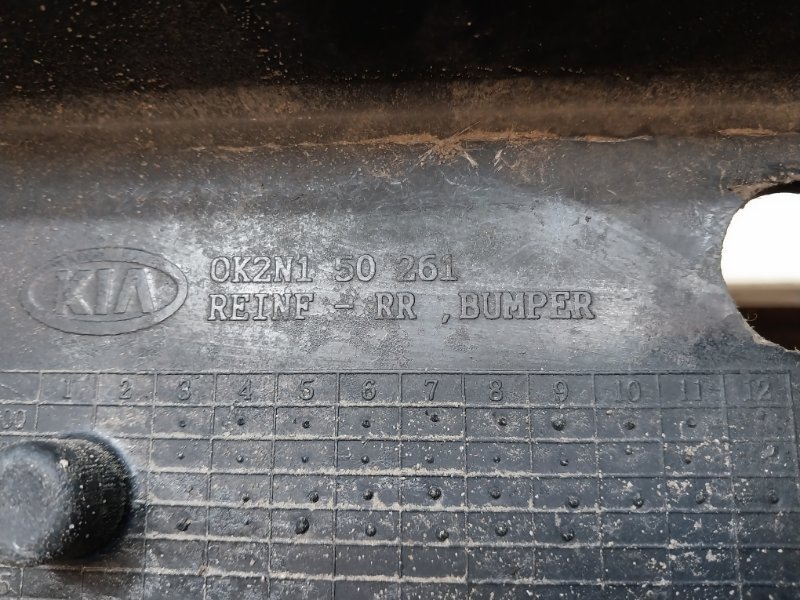 KIA
0K2N1 50 261
REINF - RR ,BUMPER
1 2 3 4 5 6 7 8 9 10 11 12